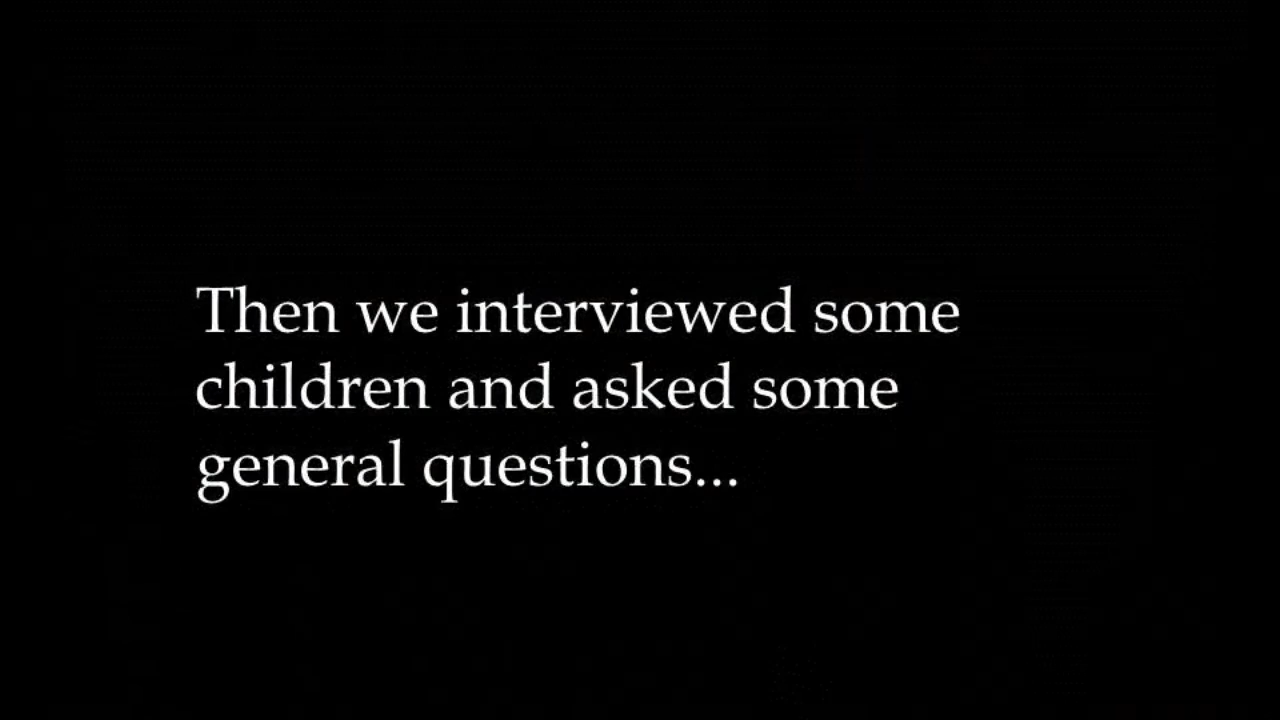 Then we interviewed some
children and asked some
general questions...